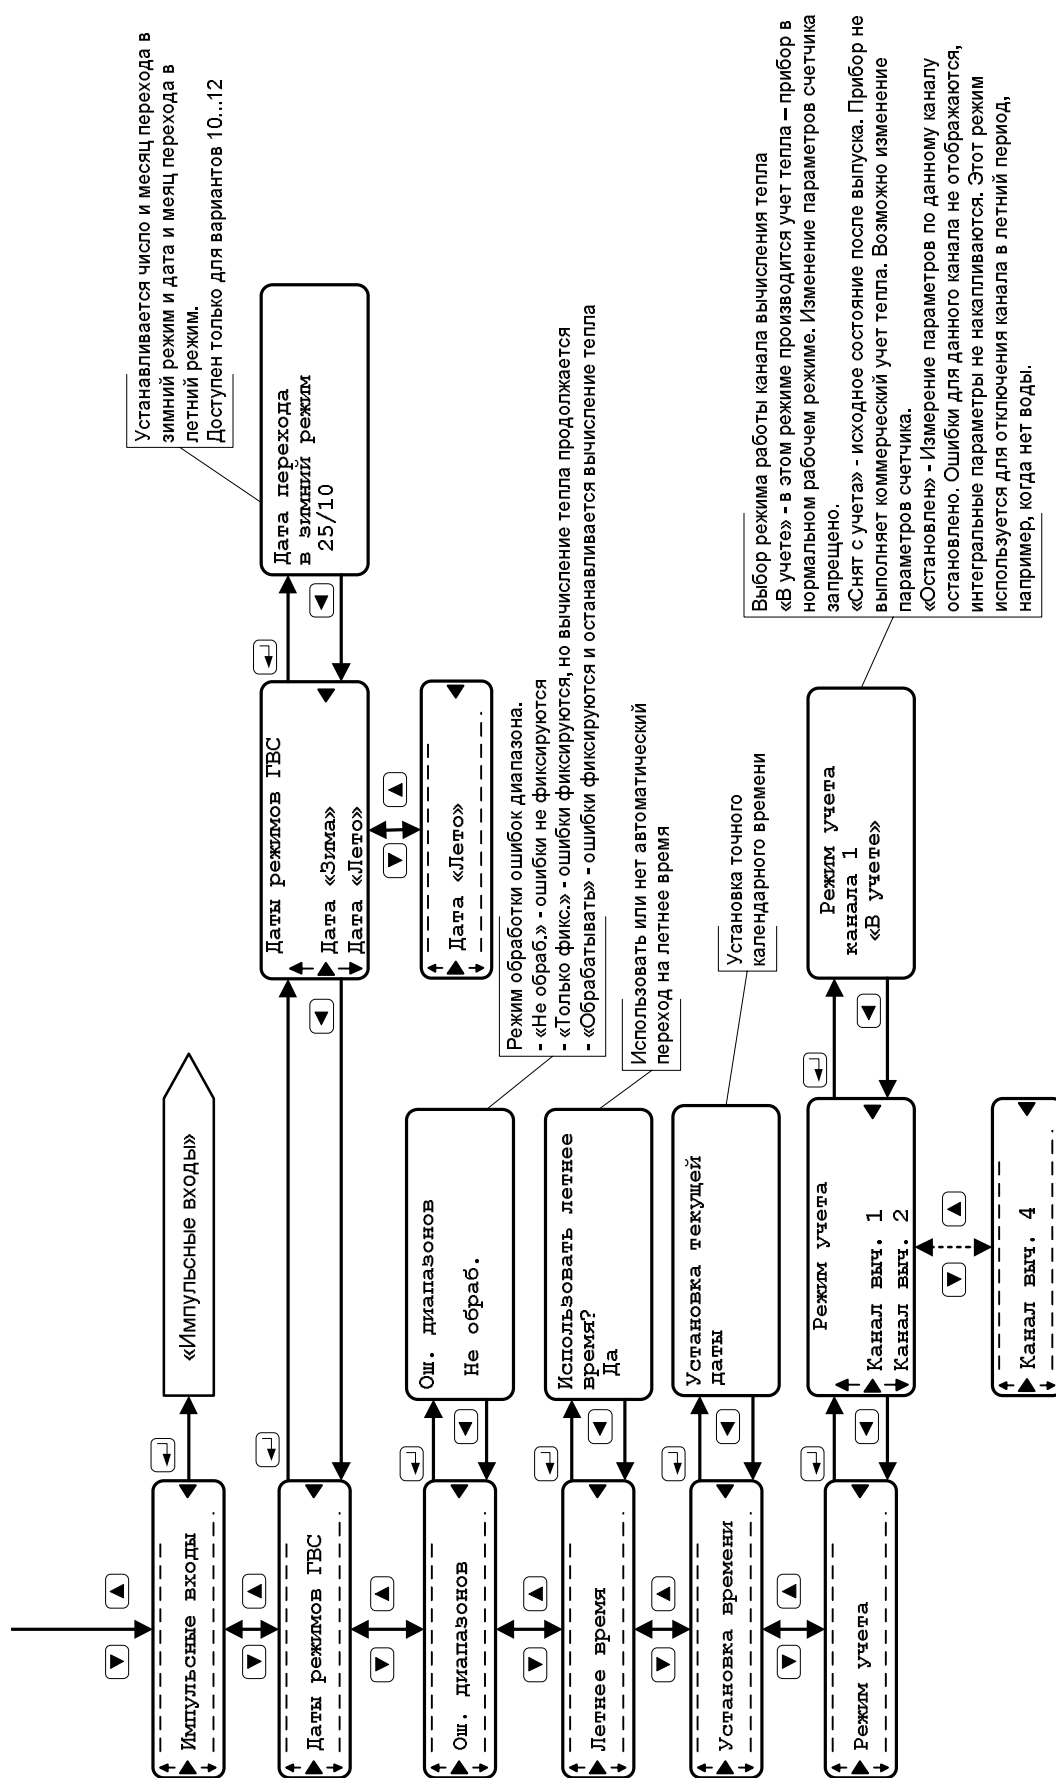 Импульсные входы
«Импульсные входы»
Даты режимов ГВС
Даты режимов ГВС
Дата «Зима»
Дата «Лето»
Дата перехода
в зимний режим
25/10
Устанавливается число и месяц перехода в
зимний режим и дата и меяц перехода в
летний режим.
Доступен только для вариантов 10...12
Дата «Лето»
Ош. диапазонов
Ош. диапазонов
Не обраб.
Режим обработки ошибок диапазона.
- «Не обраб.» - ошибки не фиксируются
- «Только фикс.» - ошибки фиксируются, но вычисление тепла продолжается
- «Обрабатывать» - ошибки фиксируются и останавливается вычисление тепла
Летнее время
Использовать летнее
время?
Да
Использовать или нет автоматический
переход на летнее время
Установка времени
Установка текущей
даты
Установка точного
календарного времени
Режим учета
Режим учета
Канал выч. 1
Канал выч. 2
Режим учета
канала 1
«В учете»
Выбор режима работы канала вычисления тепла
«В учете» - в этом режиме производится учет тепла – прибор в
нормальном рабочем режиме. Изменение параметров счетчика
запрещено.
«Снят с учета» - исходное состояние после выпуска. Прибор не
выполняет коммерческий учет тепла. Возможно изменение
параметров счетчика.
«Остановлен» - Измерение параметров по данному каналу
остановлено. Ошибки для данного канала не отображаются,
интегральные параметры не накапливаются. Этот режим
используется для отключения канала в летний период,
например, когда нет воды.
Канал выч. 4